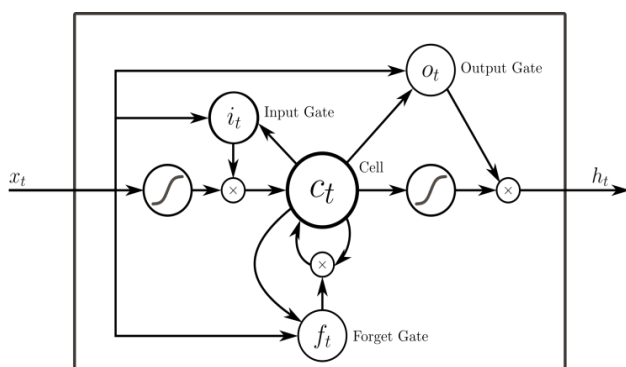 o_t Output Gate
i_t Input Gate
x_t
×
c_t
Cell
×
h_t
×
f_t Forget Gate